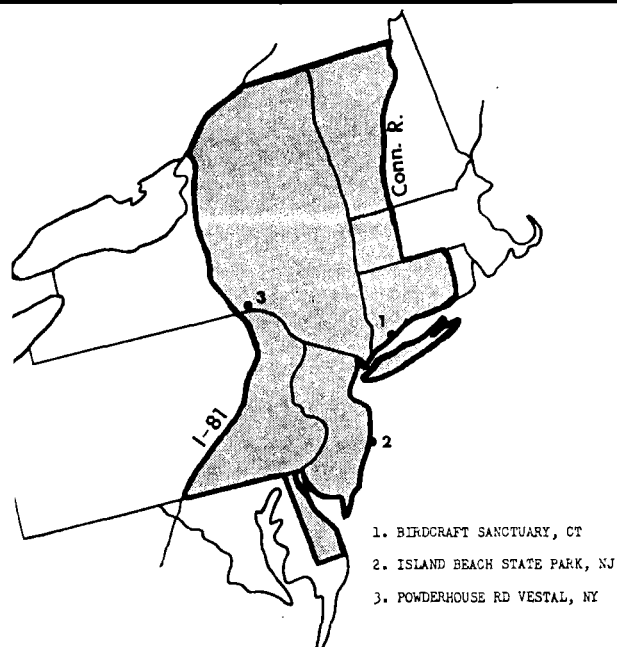 Conn. R.
3
1
I-81
2
1. BIRDCRAFT SANCTUARY, CT
2. ISLAND BEACH STATE PARK, NJ
3. POWDERHOUSE RD VESTAL, NY